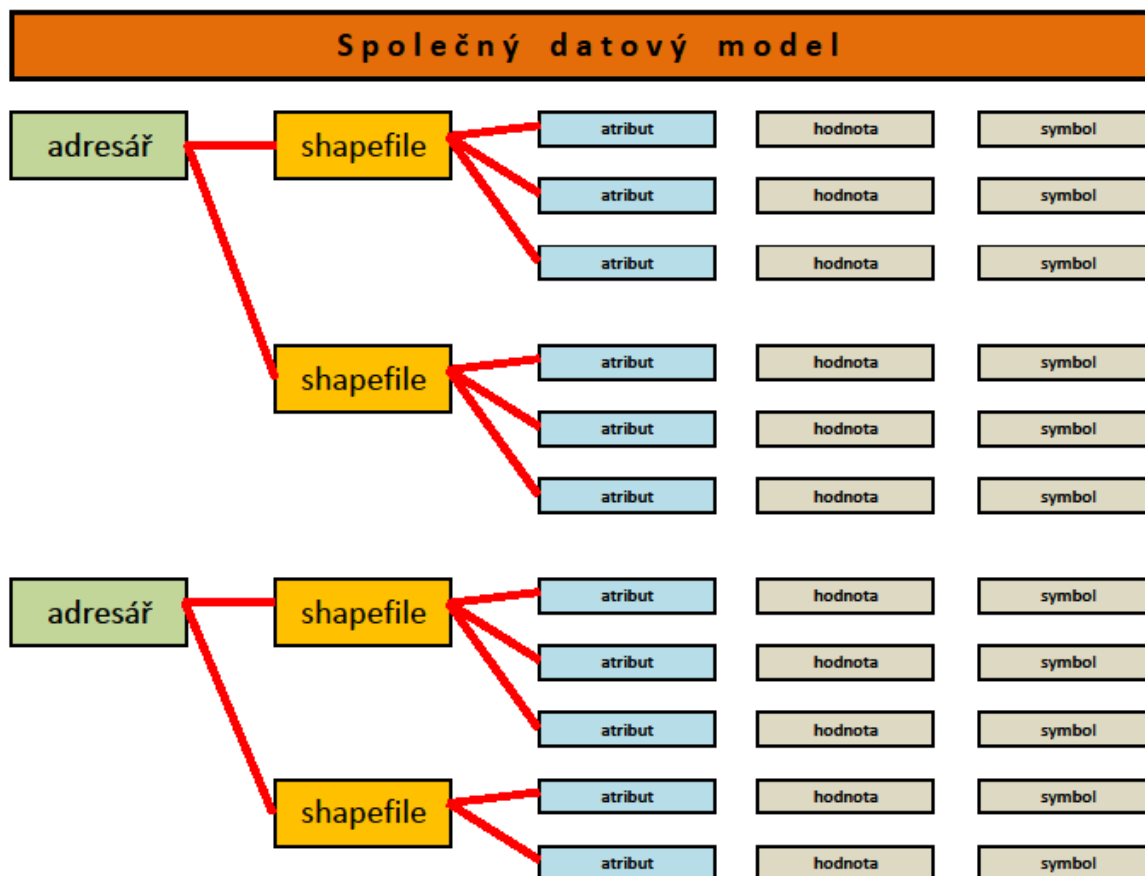 Společný datový model
adresář shapefile atribut hodnota symbol
atribut hodnota symbol
atribut hodnota symbol
shapefile atribut hodnota symbol
atribut hodnota symbol
atribut hodnota symbol
adresář shapefile atribut hodnota symbol
atribut hodnota symbol
atribut hodnota symbol
shapefile atribut hodnota symbol
atribut hodnota symbol